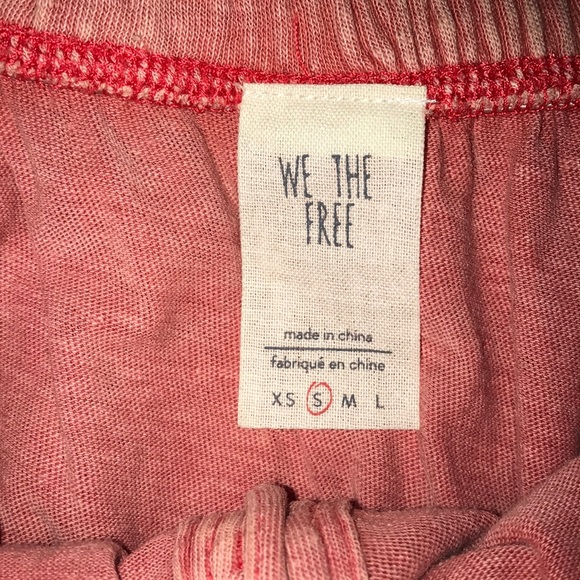 WE THE
FREE
made in china
fabriqué en chine
XS S M L